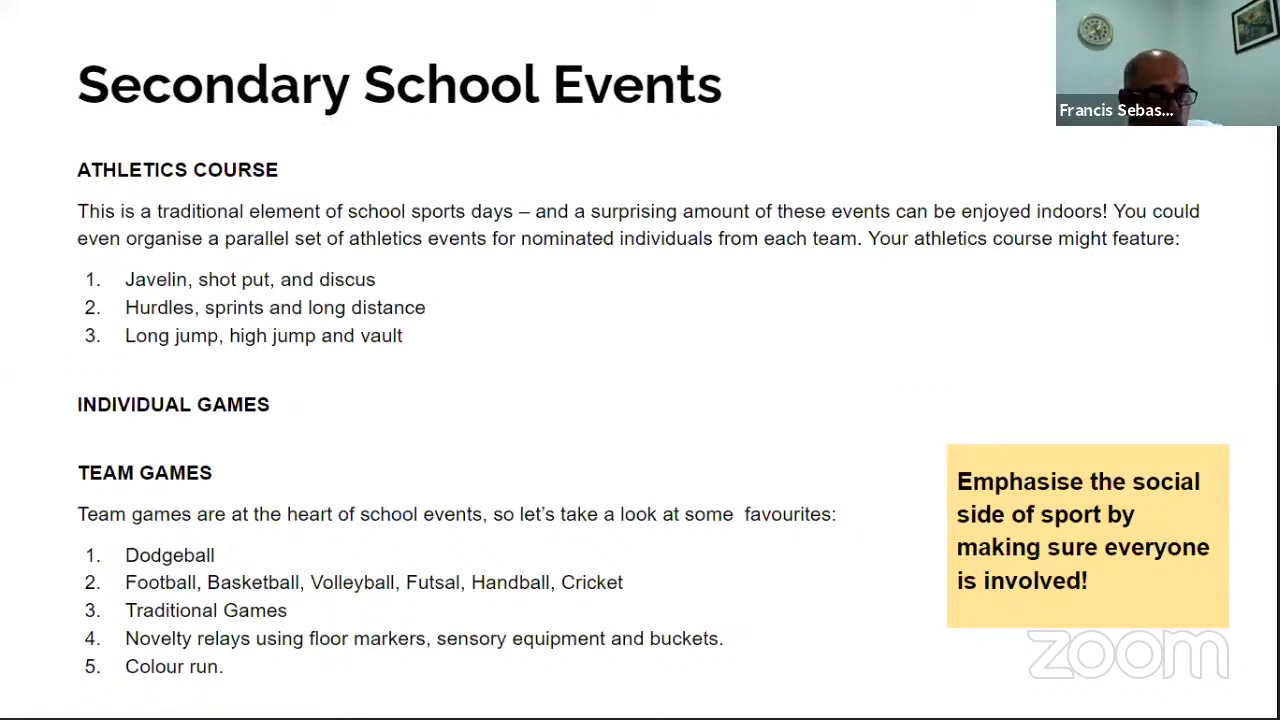 Secondary School Events
Francis Sebas...
ATHLETICS COURSE
This is a traditional element of school sports days – and a surprising amount of these events can be enjoyed indoors! You could
even organise a parallel set of athletics events for nominated individuals from each team. Your athletics course might feature:
1. Javelin, shot put, and discus
2. Hurdles, sprints and long distance
3. Long jump, high jump and vault
INDIVIDUAL GAMES
TEAM GAMES
Team games are at the heart of school events, so let’s take a look at some  favourites:
1. Dodgeball
2. Football, Basketball, Volleyball, Futsal, Handball, Cricket
3. Traditional Games
4. Novelty relays using floor markers, sensory equipment and buckets.
5. Colour run.
Emphasise the social
side of sport by
making sure everyone
is involved!
zoom